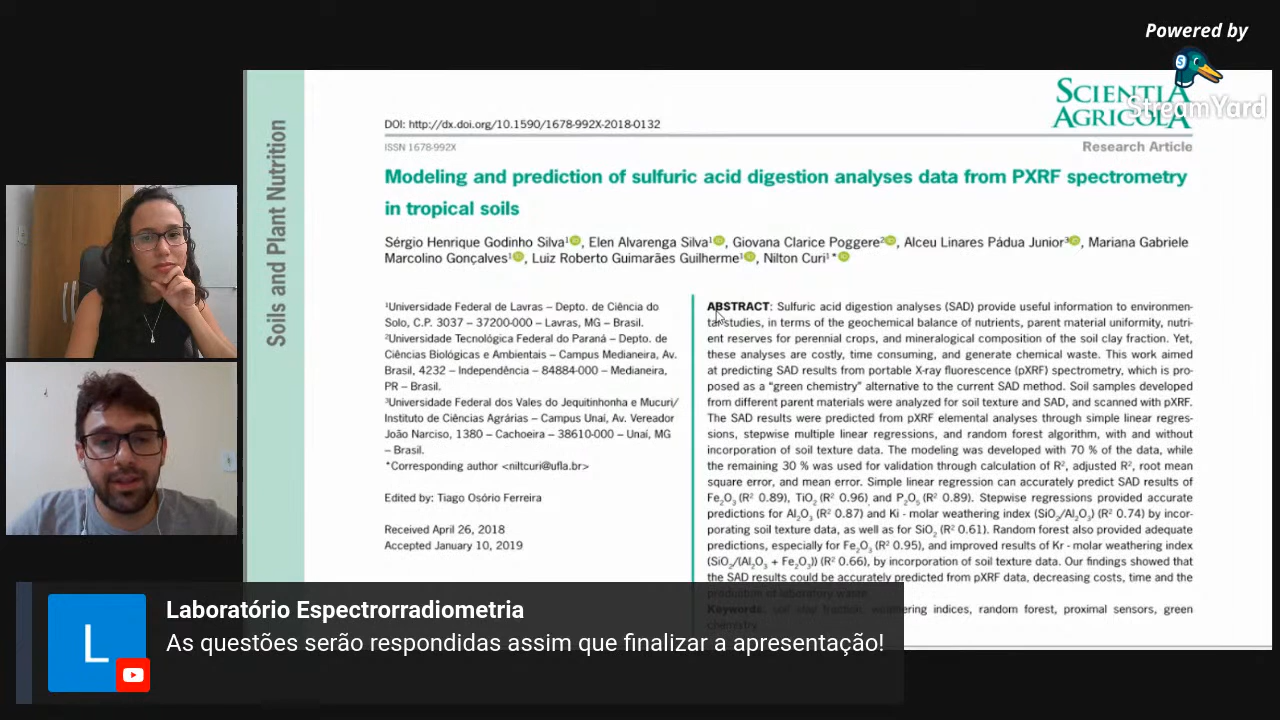 Powered by
StreamYard
SCIENTIA
AGRICOLA
DOI: http://dx.doi.org/10.1590/1678-992X-2018-0132
ISSN 1678-992X
Research Article
Soils and Plant Nutrition
Modeling and prediction of sulfuric acid digestion analyses data from PXRF spectrometry
in tropical soils
Sérgio Henrique Godinho Silva¹, Elen Alvarenga Silva¹, Giovana Clarice Poggere², Alceu Linares Pádua Junior³, Mariana Gabriele
Marcolino Gonçalves¹, Luiz Roberto Guimarães Guilherme¹, Nilton Curi¹*
¹Universidade Federal de Lavras – Depto. de Ciência do
Solo, C.P. 3037 – 37200-000 – Lavras, MG – Brasil.
²Universidade Tecnológica Federal do Paraná – Depto. de
Ciências Biológicas e Ambientais – Campus Medianeira, Av.
Brasil, 4232 – Independência – 84884-000 – Medianeira,
PR – Brasil.
³Universidade Federal dos Vales do Jequitinhonha e Mucuri/
Instituto de Ciências Agrárias – Campus Unaí, Av. Vereador
João Narciso, 1380 – Cachoeira – 38610-000 – Unaí, MG
– Brasil.
*Corresponding author <niltcuri@ufla.br>
Edited by: Tiago Osório Ferreira
Received April 26, 2018
Accepted January 10, 2019
ABSTRACT: Sulfuric acid digestion analyses (SAD) provide useful information to environmen-
tal studies, in terms of the geochemical balance of nutrients, parent material uniformity, nutri-
ent reserves for perennial crops, and mineralogical composition of the soil clay fraction. Yet,
these analyses are costly, time consuming, and generate chemical waste. This work aimed
at predicting SAD results from portable X-ray fluorescence (pXRF) spectrometry, which is pro-
posed as a “green chemistry” alternative to the current SAD method. Soil samples developed
from different parent materials were analyzed for soil texture and SAD, and scanned with pXRF.
The SAD results were predicted from pXRF elemental analyses through simple linear regres-
sions, stepwise multiple linear regressions, and random forest algorithm, with and without
incorporation of soil texture data. The modeling was developed with 70 % of the data, while
the remaining 30 % was used for validation through calculation of R², adjusted R², root mean
square error, and mean error. Simple linear regression can accurately predict SAD results of
Fe₂O₃ (R² 0.89), TiO₂ (R² 0.96) and P₂O₅ (R² 0.89). Stepwise regressions provided accurate
predictions for Al₂O₃ (R² 0.87) and Ki - molar weathering index (SiO₂/Al₂O₃) (R² 0.74) by incor-
porating soil texture data, as well as for SiO₂ (R² 0.61). Random forest also provided adequate
predictions, especially for Fe₂O₃ (R² 0.95), and improved results of Kr - molar weathering index
(SiO₂/(Al₂O₃ + Fe₂O₃)) (R² 0.66), by incorporation of soil texture data. Our findings showed that
the SAD results could be accurately predicted from pXRF data, decreasing costs, time and the
production of laboratory waste.
Keywords: soil clay fraction, weathering indices, random forest, proximal sensors, green
chemistry
L
Laboratório Espectrorradiometria
As questões serão respondidas assim que finalizar a apresentação!